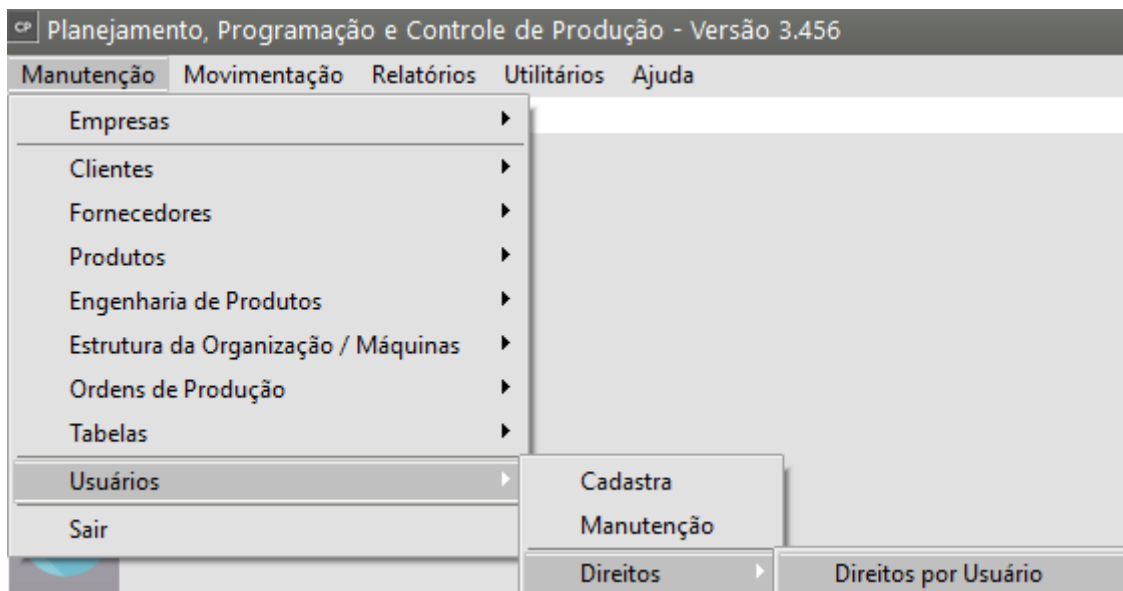 CP Planejamento, Programação e Controle de Produção - Versão 3.456
Manutenção Movimentação Relatórios Utilitários Ajuda
Empresas
Clientes
Fornecedores
Produtos
Engenharia de Produtos
Estrutura da Organização / Máquinas
Ordens de Produção
Tabelas
Usuários
Sair
Cadastra
Manutenção
Direitos
Direitos por Usuário